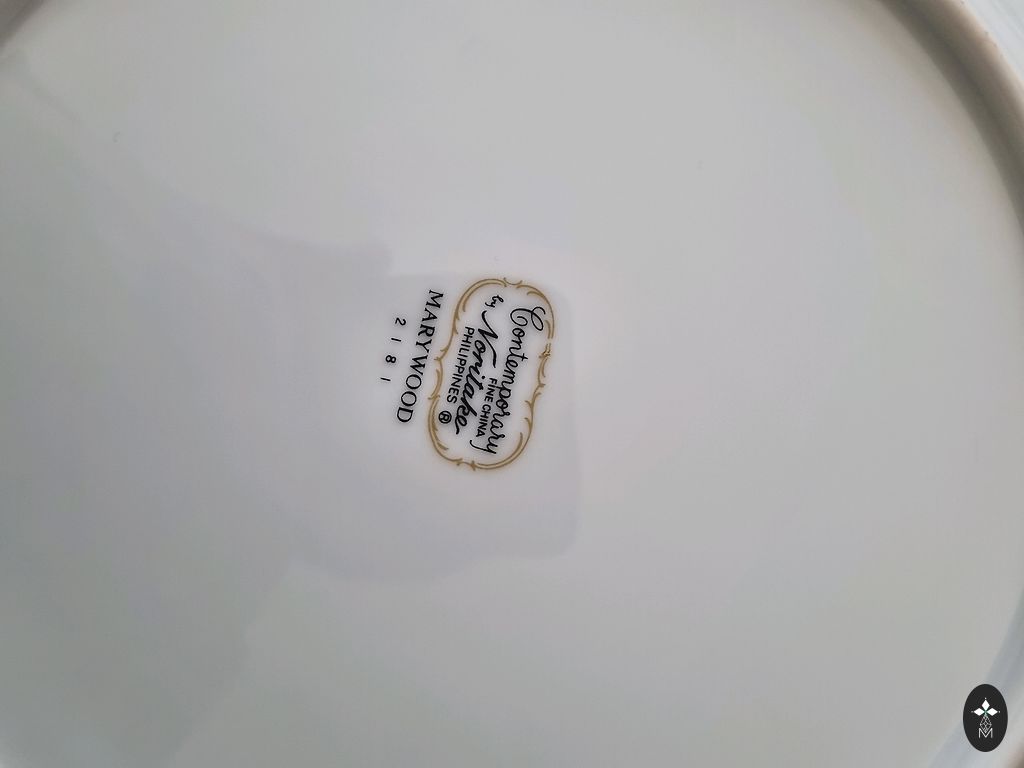 Contemporary
FINE CHINA
by Noritake ®
PHILIPPINES
MARYWOOD
2181
M